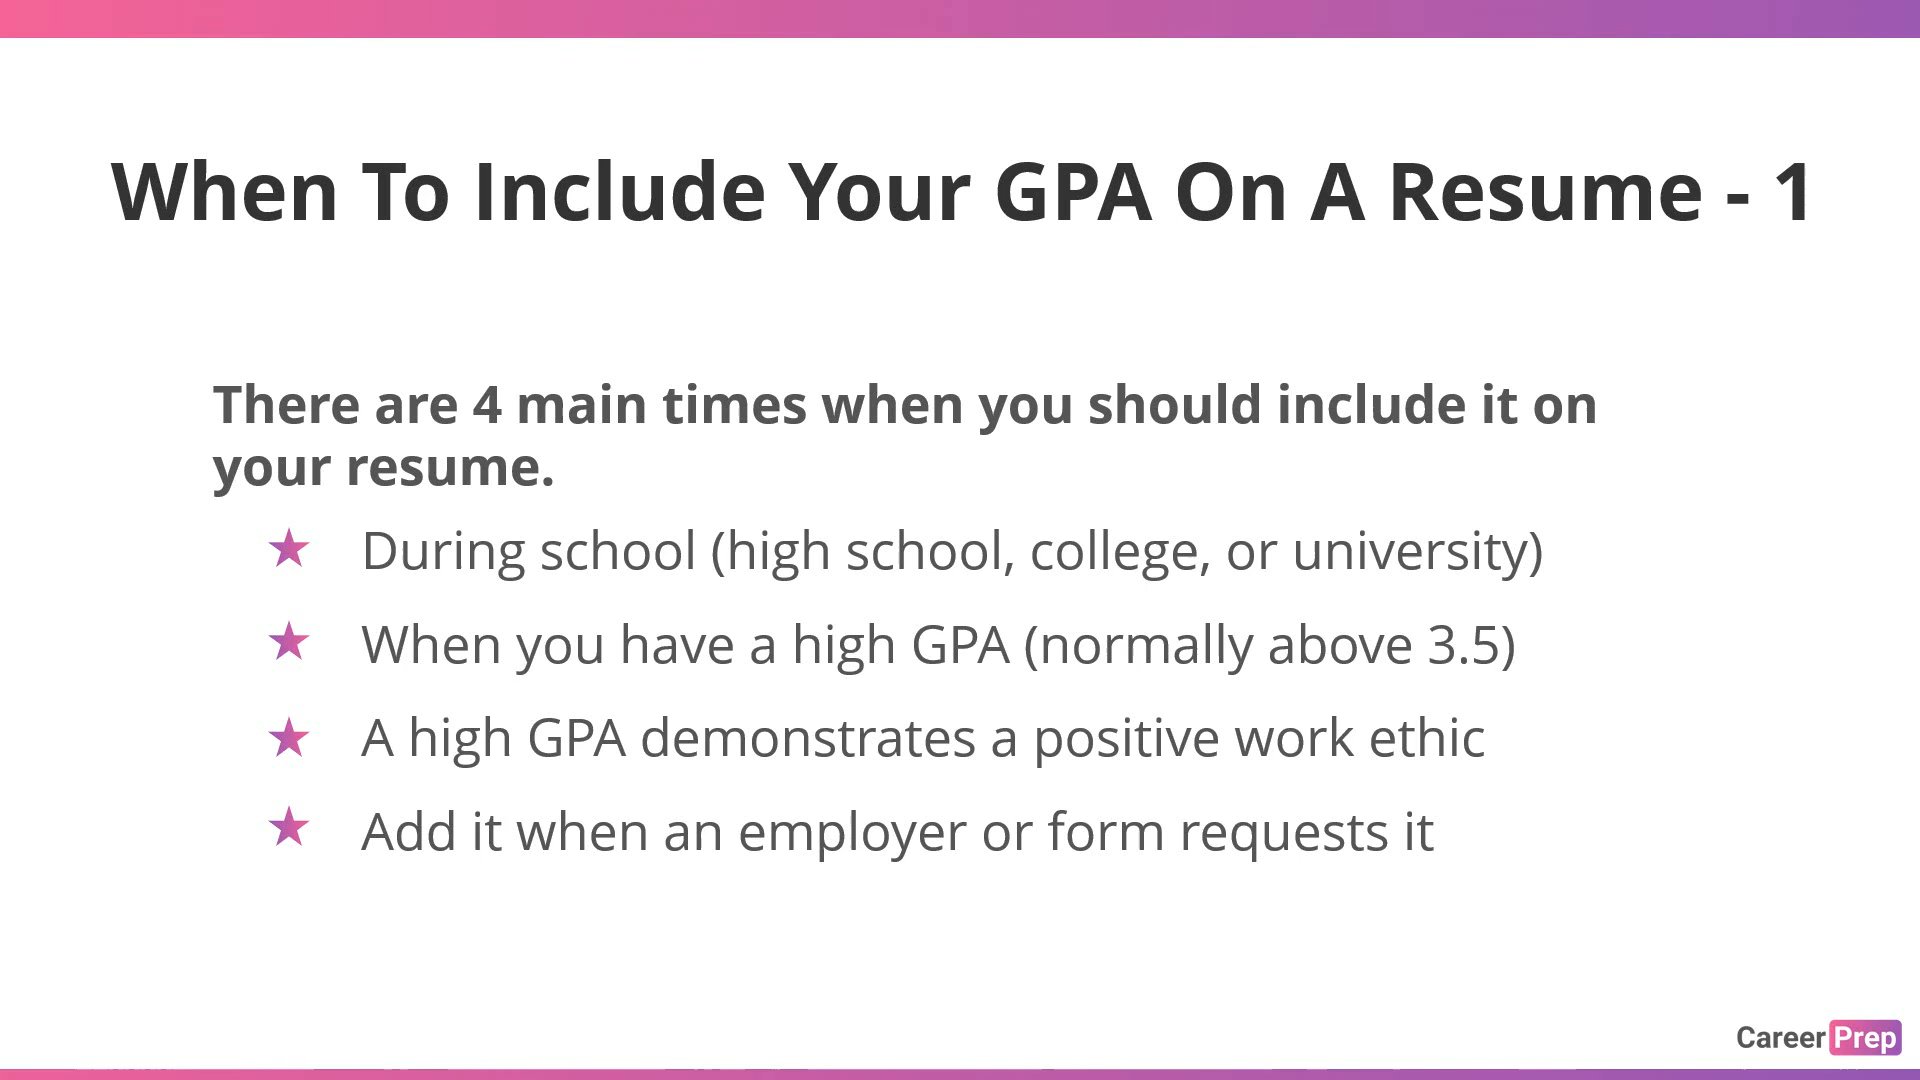 When To Include Your GPA On A Resume - 1
There are 4 main times when you should include it on
your resume.
During school (high school, college, or university)
When you have a high GPA (normally above 3.5)
A high GPA demonstrates a positive work ethic
Add it when an employer or form requests it
Career Prep